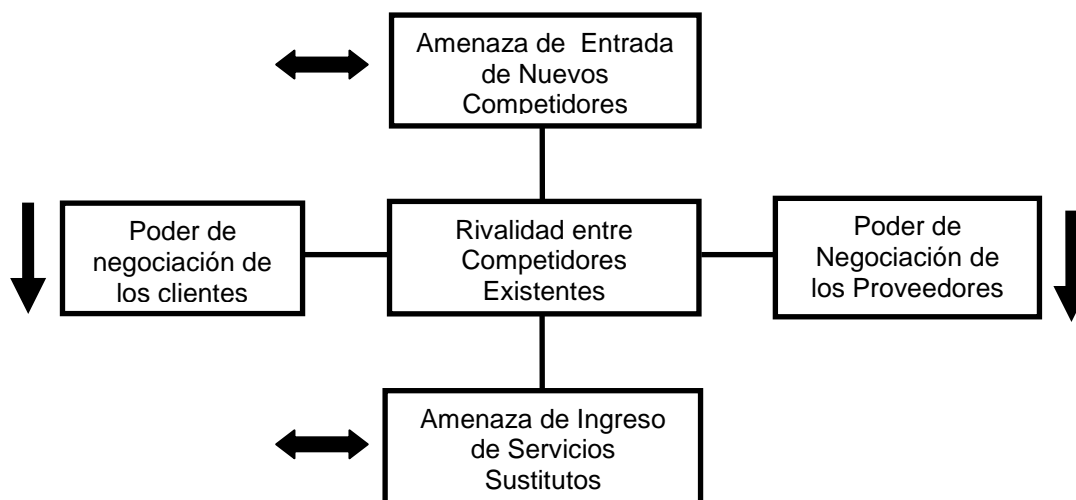 Amenaza de Entrada
de Nuevos
Competidores
Poder de
negociación de
los clientes
Rivalidad entre
Competidores
Existentes
Poder de
Negociación de
los Proveedores
Amenaza de Ingreso
de Servicios
Sustitutos